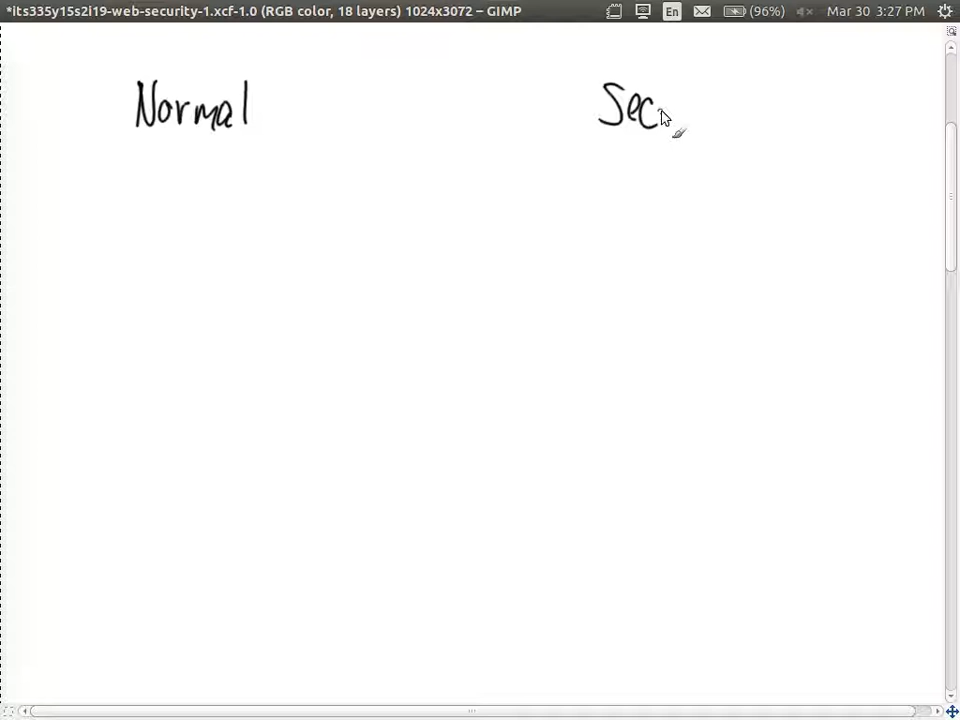 *its335y15s2i19-web-security-1.xcf-1.0 (RGB color, 18 layers) 1024x3072 – GIMP En (96%) Mar 30 3:27 PM
Normal Sec